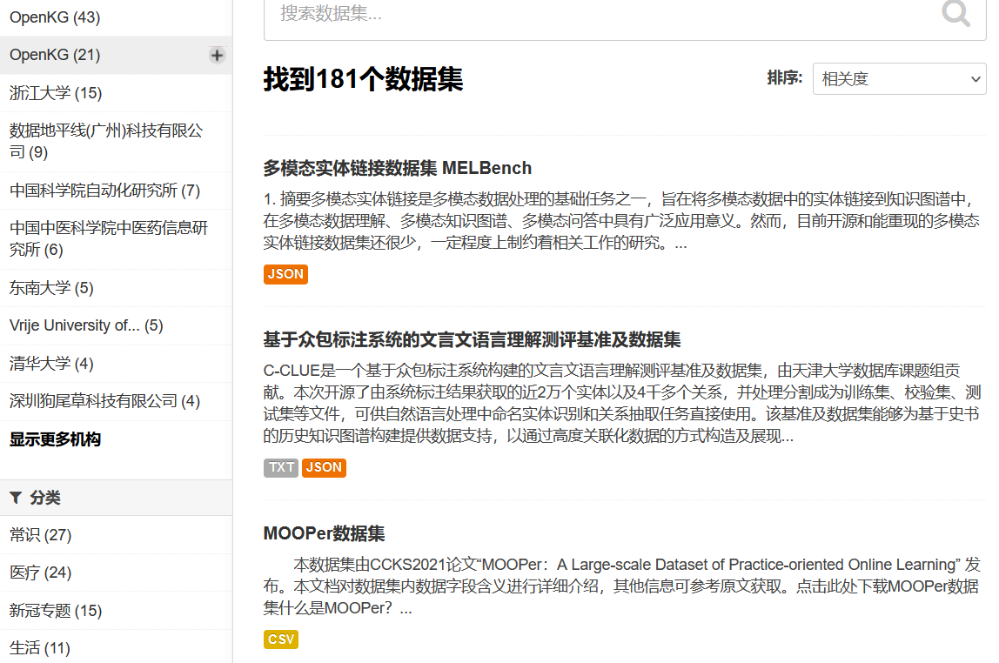 OpenKG (43)
OpenKG (21)
浙江大学 (15)
数据地平线(广州)科技有限公
司 (9)
中国科学院自动化研究所 (7)
中国中医科学院中医药信息研
究所 (6)
东南大学 (5)
Vrije University of... (5)
清华大学 (4)
深圳狗尾草科技有限公司 (4)
显示更多机构
分类
常识 (27)
医疗 (24)
新冠专题 (15)
生活 (11)
搜索数据集...
找到181个数据集
排序:
相关度
多模态实体链接数据集 MELBench
1. 摘要多模态实体链接是多模态数据处理的基础任务之一，旨在将多模态数据中的实体链接到知识图谱中，
在多模态数据理解、多模态知识图谱、多模态问答中具有广泛应用意义。然而，目前开源和能重现的多模态
实体链接数据集还很少，一定程度上制约着相关工作的研究。...
JSON
基于众包标注系统的文言文语言理解测评基准及数据集
C-CLUE是一个基于众包标注系统构建的文言文语言理解测评基准及数据集，由天津大学数据库课题组贡
献。本次开源了由系统标注结果获取的近2万个实体以及4千多个关系，并处理分割成为训练集、校验集、测
试集等文件，可供自然语言处理中命名实体识别和关系抽取任务直接使用。该基准及数据集能够为基于史书
的历史知识图谱构建提供数据支持，以通过高度关联化数据的方式构造及展现...
TXT JSON
MOOPer数据集
本数据集由CCKS2021论文“MOOPer：A Large-scale Dataset of Practice-oriented Online Learning” 发
布。本文档对数据集内数据字段含义进行详细介绍，其他信息可参考原文获取。点击此处下载MOOPer数据
集什么是MOOPer？...
CSV